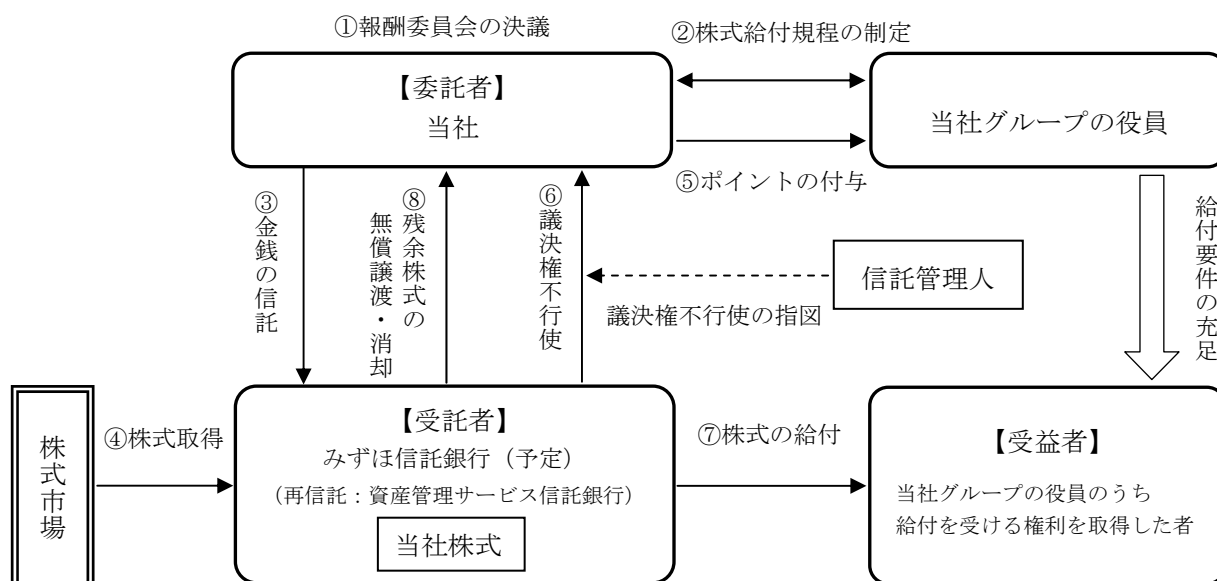 ①報酬委員会の決議
②株式給付規程の制定
【委託者】
当社
当社グループの役員
⑤ポイントの付与
③金銭の信託
⑧残余株式の
無償譲渡・消却
⑥議決権不行使
信託管理人
議決権不行使の指図
給付要件の充足
株式市場
④株式取得
【受託者】
みずほ信託銀行(予定)
(再信託:資産管理サービス信託銀行)
当社株式
⑦株式の給付
【受益者】
当社グループの役員のうち
給付を受ける権利を取得した者